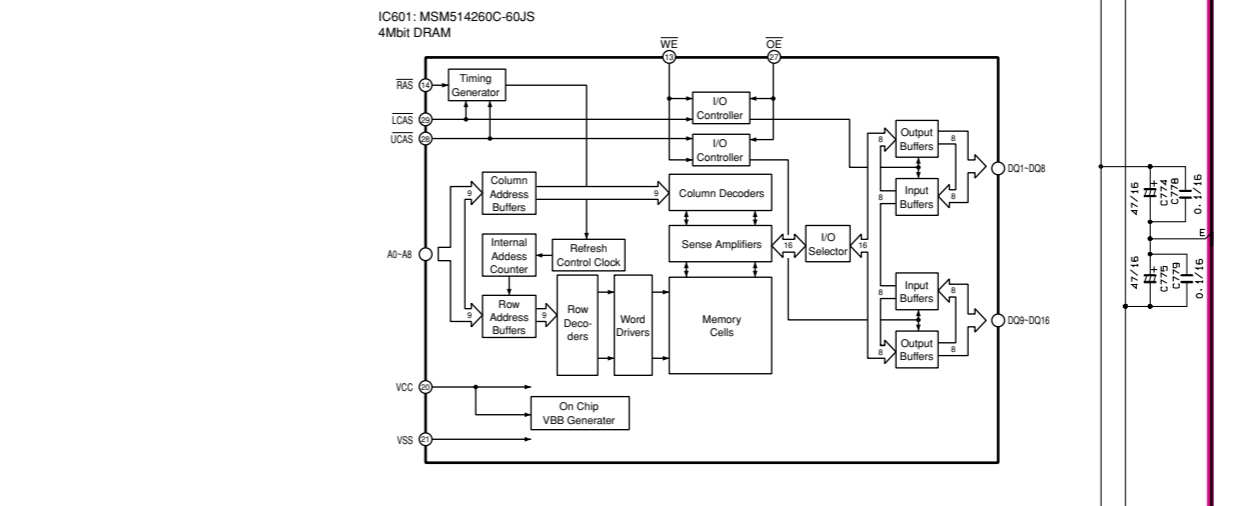 IC601: MSM514260C-60JS
4Mbit DRAM
WE
OE
13
27
RAS
14
Timing
Generator
LCAS
29
UCAS
28
I/O
Controller
I/O
Controller
Output
Buffers
8
8
DQ1~DQ8
Input
Buffers
8
8
Column
Address
Buffers
9
9
Column Decoders
A0~A8
Internal
Addess
Counter
Refresh
Control Clock
Sense Amplifiers
16
I/O
Selector
16
Row
Address
Buffers
9
9
Row
Deco-
ders
Word
Drivers
Memory
Cells
Input
Buffers
8
8
DQ9~DQ16
Output
Buffers
8
8
VCC
20
On Chip
VBB Generater
VSS
21
47/16
+
C774
C778
0.1/16
E
47/16
+
C775
C779
0.1/16